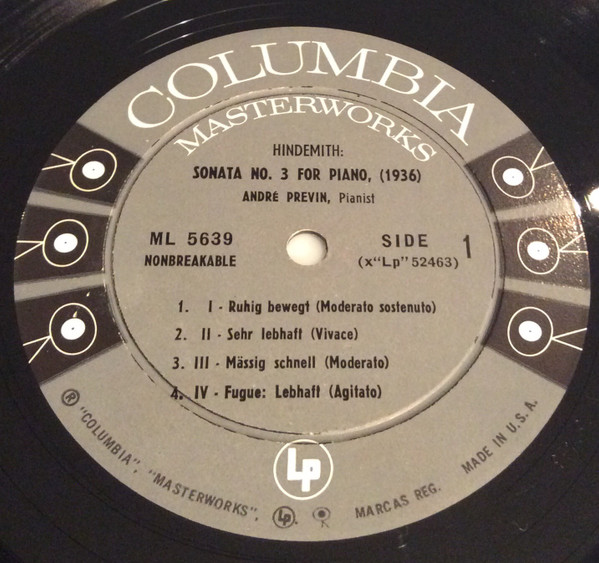 COLUMBIA
MASTERWORKS
HINDEMITH:
SONATA NO. 3 FOR PIANO, (1936)
ANDRÉ PREVIN, Pianist
ML 5639
NONBREAKABLE
SIDE 1
(x"Lp" 52463)
1. I - Ruhig bewegt (Moderato sostenuto)
2. II - Sehr lebhaft (Vivace)
3. III - Mässig schnell (Moderato)
4. IV - Fugue: Lebhaft (Agitato)
Lp
® "COLUMBIA", "MASTERWORKS", Lp. MARCAS REG. MADE IN U.S.A.